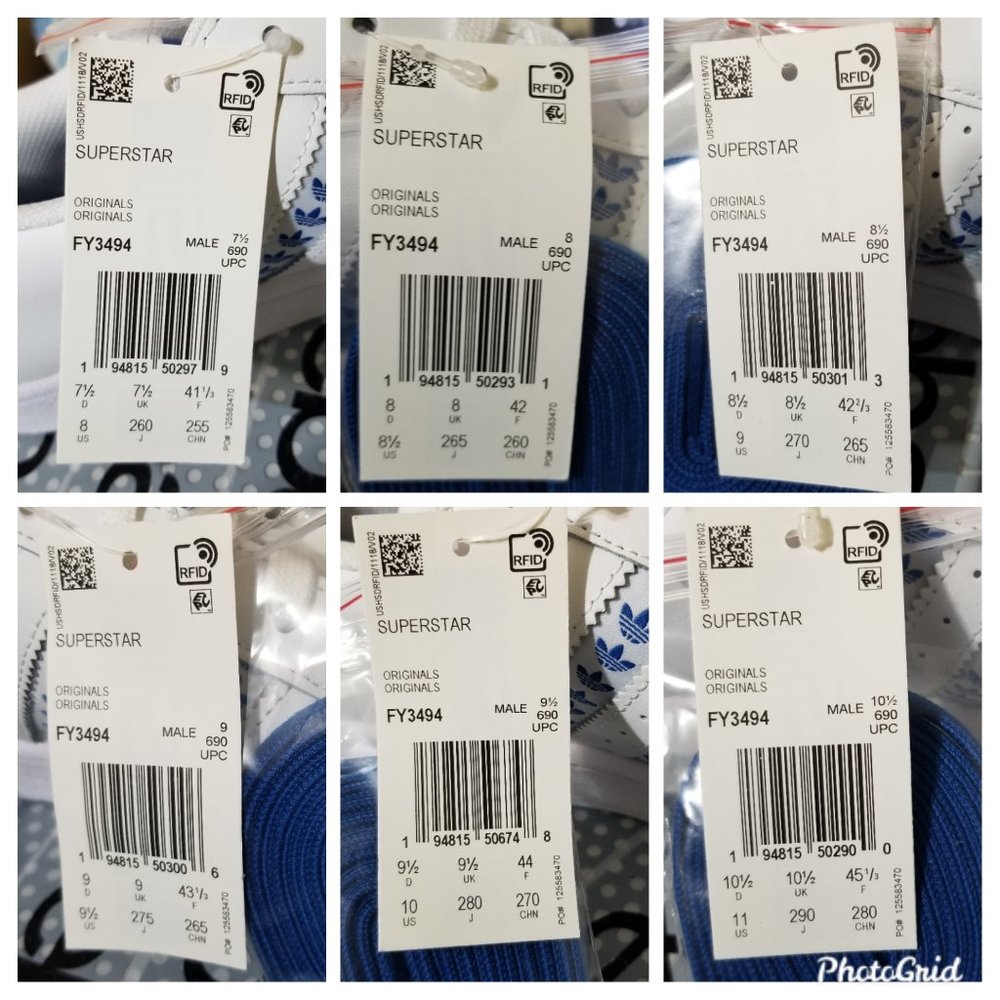 USHSDRFID/1118/V02
RFID
SUPERSTAR
ORIGINALS
ORIGINALS
FY3494 MALE 7½
690
UPC
1 94815 50297 9
7½ 7½ 41⅓
D UK F
8 260 255
US J CHN
PO# 125583470
USHSDRFID/1118/V02
RFID
SUPERSTAR
ORIGINALS
ORIGINALS
FY3494 MALE 8
690
UPC
1 94815 50293 1
8 8 42
D UK F
8½ 265 260
US J CHN
PO# 125583470
USHSDRFID/1118/V02
RFID
SUPERSTAR
ORIGINALS
ORIGINALS
FY3494 MALE 8½
690
UPC
1 94815 50301 3
8½ 8½ 42⅔
D UK F
9 270 265
US J CHN
PO# 125583470
USHSDRFID/1118/V02
RFID
SUPERSTAR
ORIGINALS
ORIGINALS
FY3494 MALE 9
690
UPC
1 94815 50300 6
9 9 43⅓
D UK F
9½ 275 265
US J CHN
PO# 125583470
USHSDRFID/1118/V02
RFID
SUPERSTAR
ORIGINALS
ORIGINALS
FY3494 MALE 9½
690
UPC
1 94815 50674 8
9½ 9½ 44
D UK F
10 280 270
US J CHN
PO# 125583470
USHSDRFID/1118/V02
RFID
SUPERSTAR
ORIGINALS
ORIGINALS
FY3494 MALE 10½
690
UPC
1 94815 50290 0
10½ 10½ 45⅓
D UK F
11 290 280
US J CHN
PO# 125583470
PhotoGrid